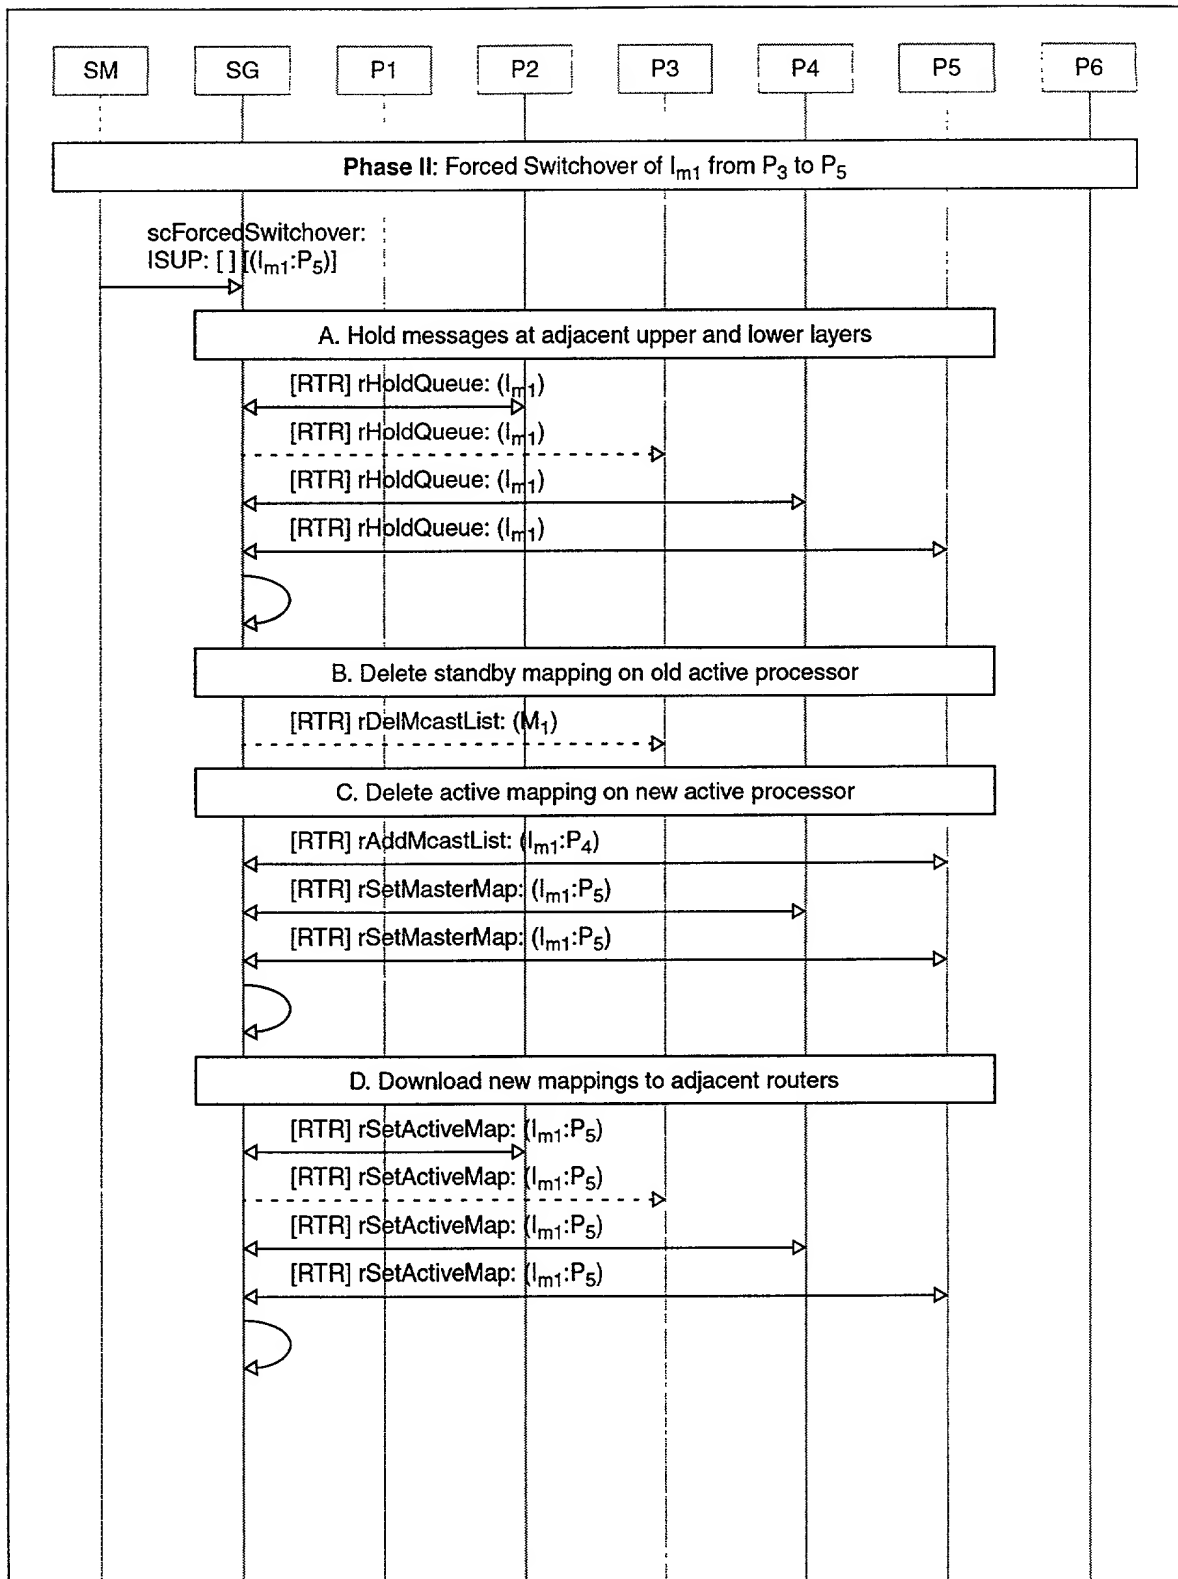 SM SG P1 P2 P3 P4 P5 P6
Phase II: Forced Switchover of Im1 from P3 to P5
scForcedSwitchover:
ISUP: [ ] [(Im1:P5)]
A. Hold messages at adjacent upper and lower layers
[RTR] rHoldQueue: (Im1)
[RTR] rHoldQueue: (Im1)
[RTR] rHoldQueue: (Im1)
[RTR] rHoldQueue: (Im1)
B. Delete standby mapping on old active processor
[RTR] rDelMcastList: (M1)
C. Delete active mapping on new active processor
[RTR] rAddMcastList: (Im1:P4)
[RTR] rSetMasterMap: (Im1:P5)
[RTR] rSetMasterMap: (Im1:P5)
D. Download new mappings to adjacent routers
[RTR] rSetActiveMap: (Im1:P5)
[RTR] rSetActiveMap: (Im1:P5)
[RTR] rSetActiveMap: (Im1:P5)
[RTR] rSetActiveMap: (Im1:P5)